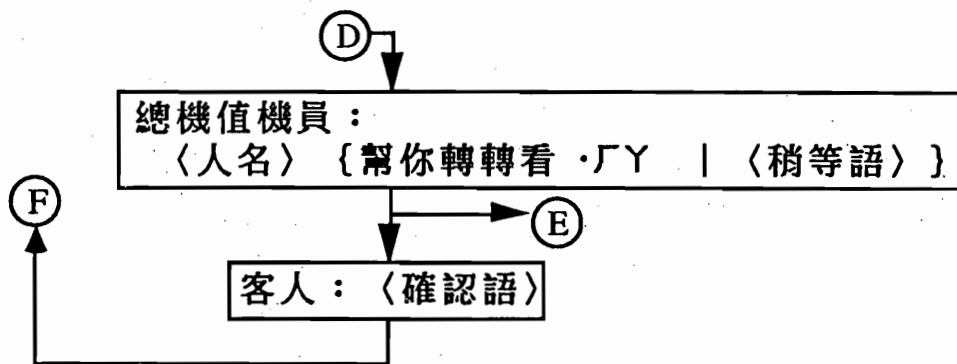 D
總機值機員：
〈人名〉 {幫你轉轉看 ·ㄏㄚ | 〈稍等語〉}
F
E
客人：〈確認語〉